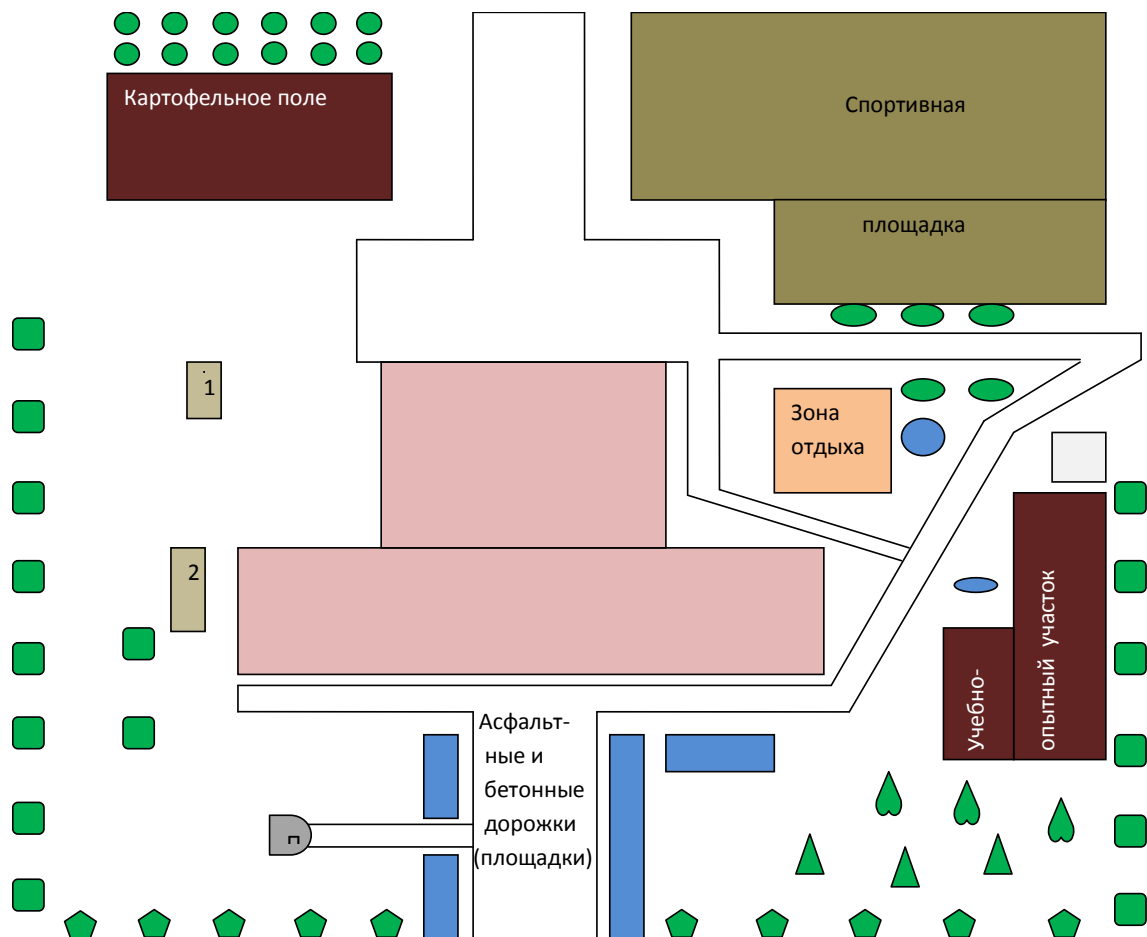 Картофельное поле
Спортивная
площадка
1
Зона
отдыха
2
Учебно-
опытный участок
Асфальт-
ные и
бетонные
дорожки
(площадки)
П